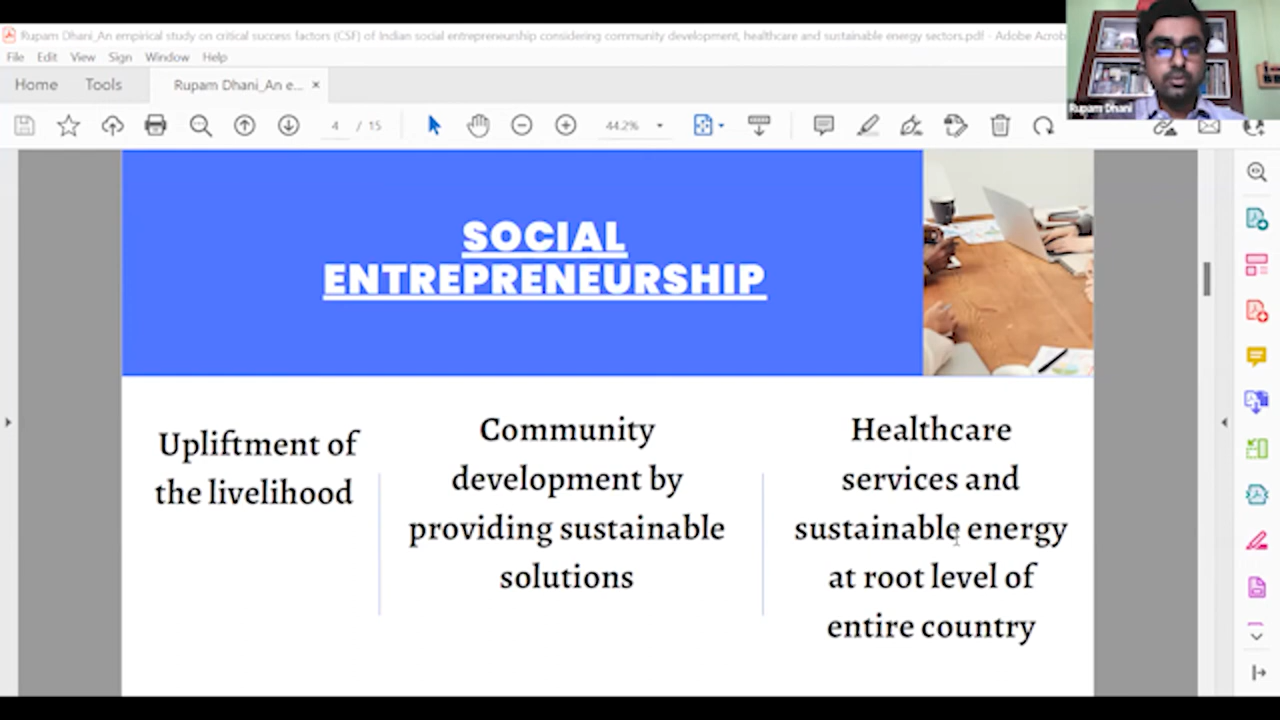 Rupam Dhani_An empirical study on critical success factors (CSF) of Indian social entrepreneurship considering community development, healthcare and sustainable energy sectors.pdf - Adobe Acrob
Rupam Dhani
File Edit View Sign Window Help
Home Tools Rupam Dhani_An e... ×
4 / 15 44.2%
SOCIAL
ENTREPRENEURSHIP
Upliftment of
the livelihood
Community
development by
providing sustainable
solutions
Healthcare
services and
sustainable energy
at root level of
entire country